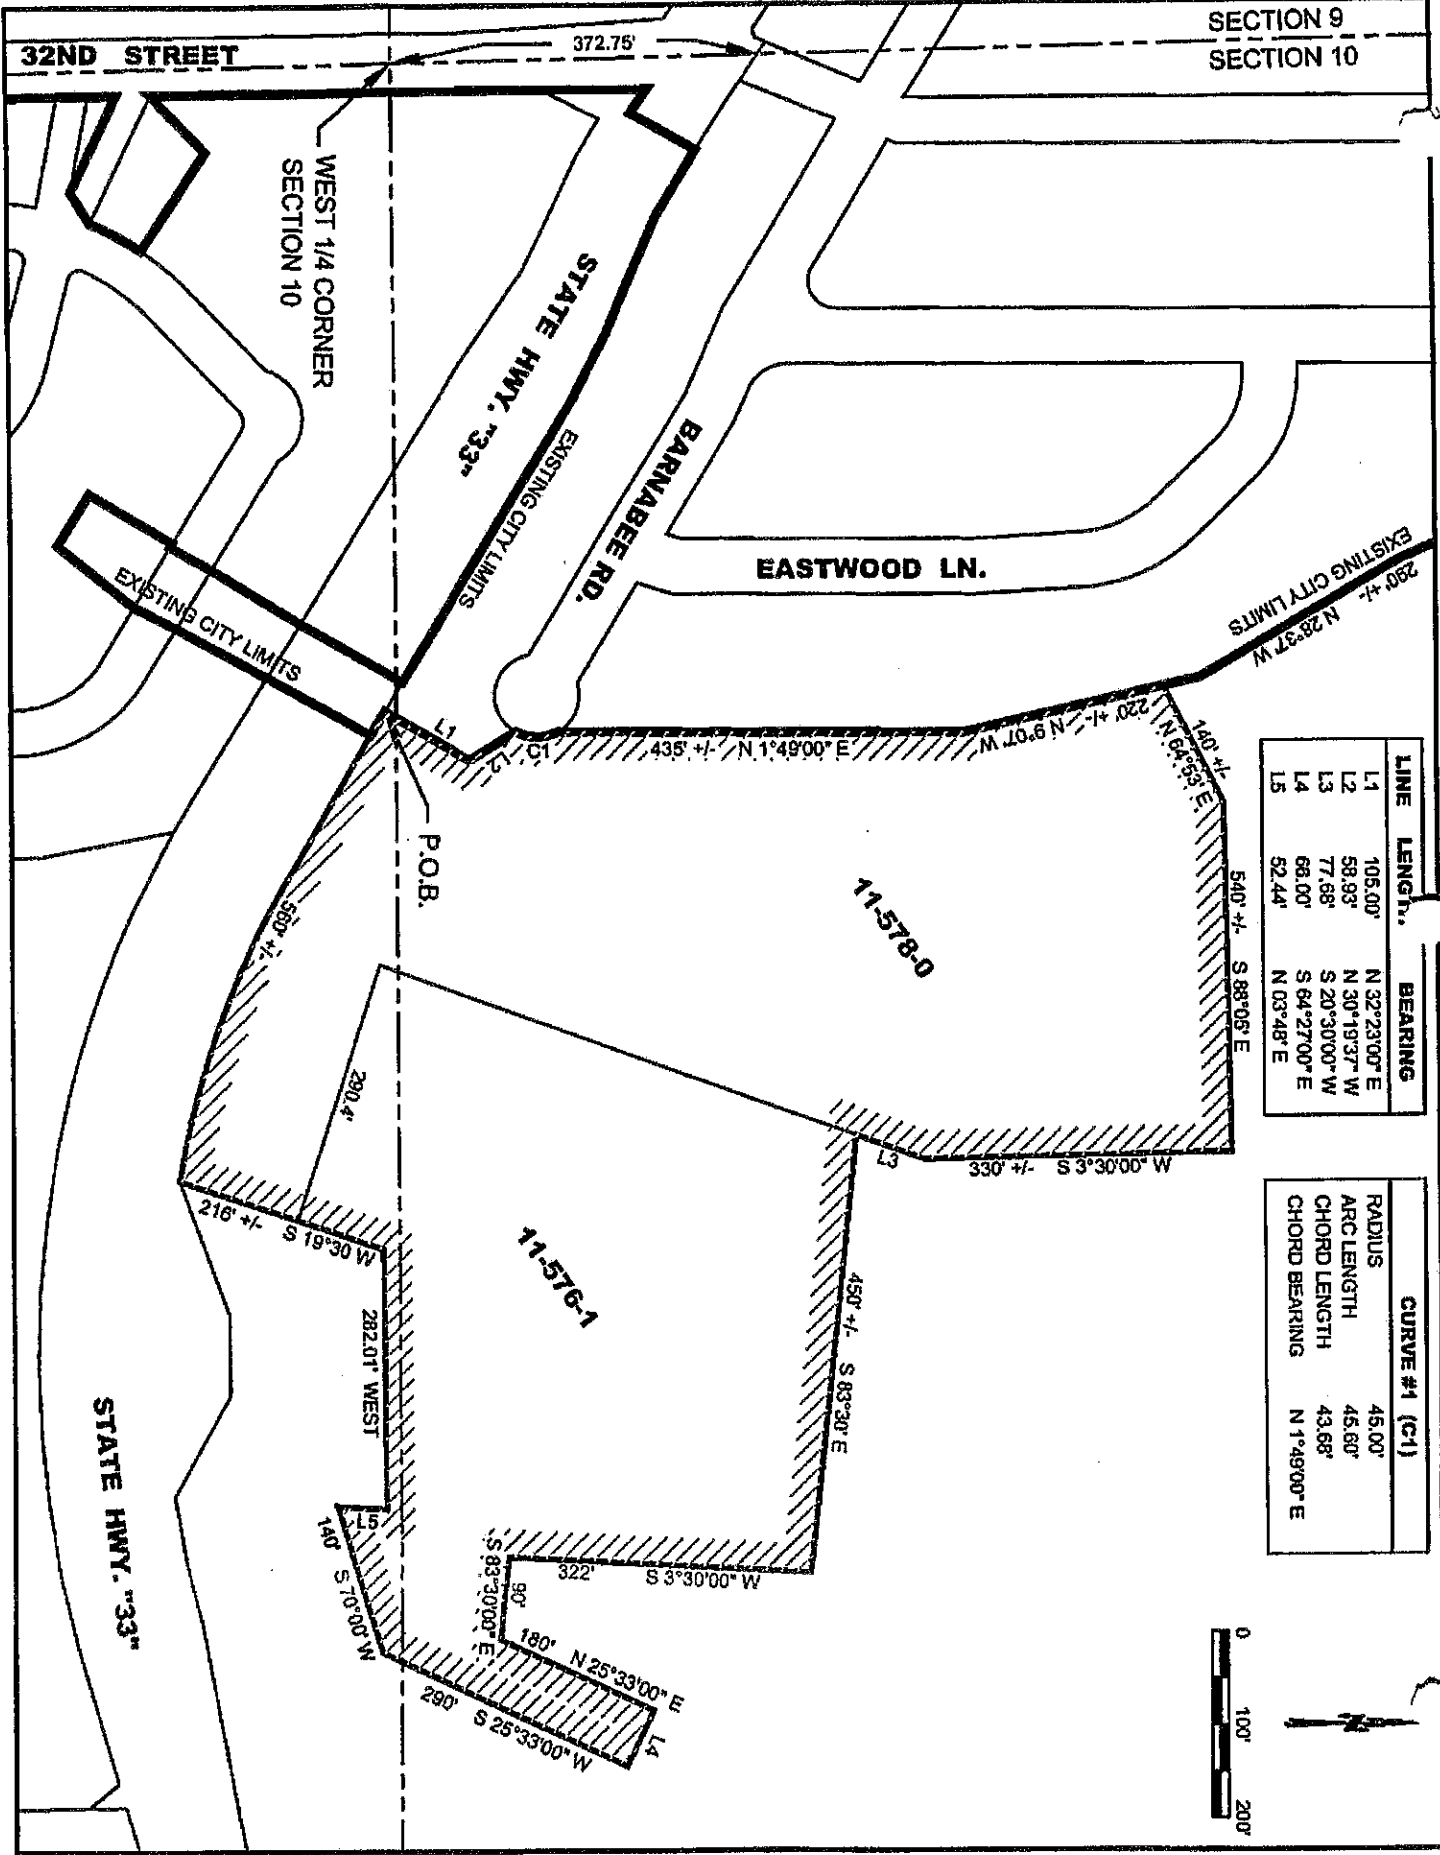 SECTION 9
SECTION 10
32ND STREET
372.75'
WEST 1/4 CORNER
SECTION 10
STATE HWY. "33"
EXISTING CITY LIMITS
BARNABEE RD.
EASTWOOD LN.
EXISTING CITY LIMITS
N 28°37' W
290' +/-
EXISTING CITY LIMITS
P.O.B.
L1
L2
C1
435' +/- N 1°49'00" E
220' +/- N 9°07' W
140' +/-
N 64°53' E
540' +/- S 88°05' E
330' +/- S 3°30'00" W
L3
450' +/- S 83°30' E
322' S 3°30'00" W
90'
S 83°30'00" E
180' N 25°33'00" E
L4
290' S 25°33'00" W
140' S 70°00' W
L5
282.01' WEST
216' +/- S 19°30 W
560' +/-
290.4'
11-578-0
11-576-1
STATE HWY. "33"
LINE BEARING
L1 105.00' N 32°23'00" E
L2 58.93' N 30°19'37" W
L3 77.68' S 20°30'00" W
L4 66.00' S 64°27'00" E
L5 52.44' N 03°48' E
CURVE #1 (C1)
RADIUS 45.00'
ARC LENGTH 45.60'
CHORD LENGTH 43.68'
CHORD BEARING N 1°49'00" E
0 100' 200'